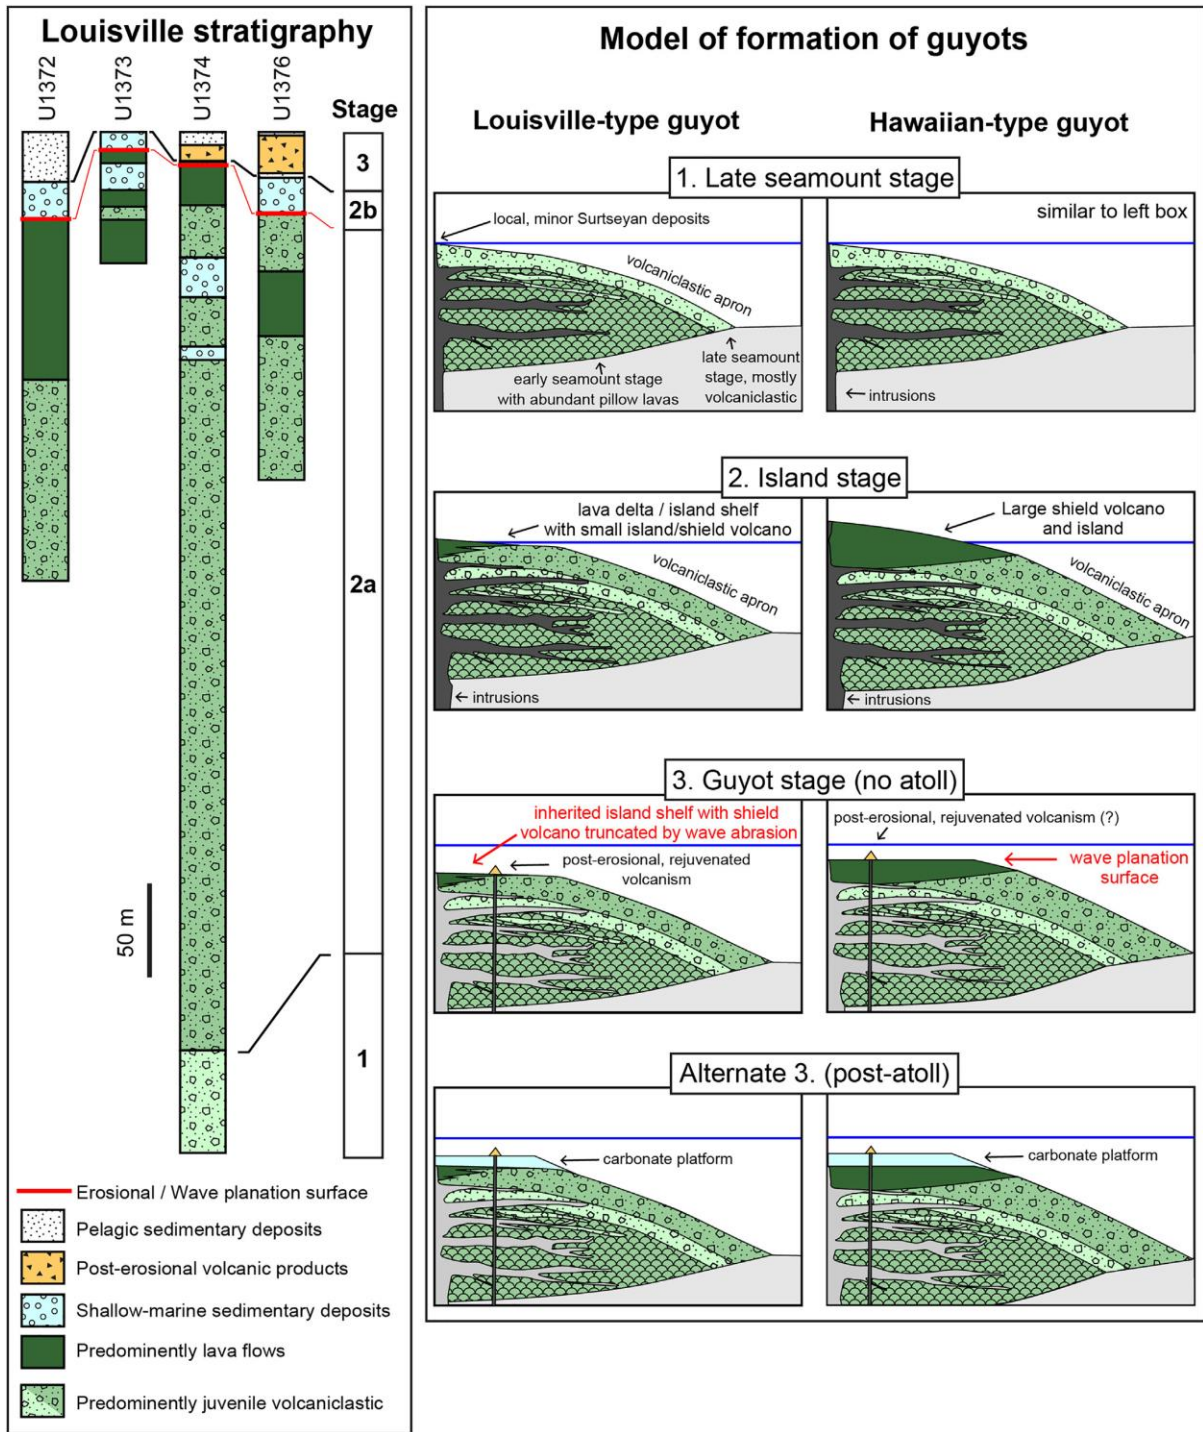 Louisville stratigraphy
U1372
U1373
U1374
U1376
Stage
3
2b
2a
1
50 m
Erosional / Wave planation surface
Pelagic sedimentary deposits
Post-erosional volcanic products
Shallow-marine sedimentary deposits
Predominently lava flows
Predominently juvenile volcaniclastic
Model of formation of guyots
Louisville-type guyot
Hawaiian-type guyot
1. Late seamount stage
local, minor Surtseyan deposits
volcaniclastic apron
early seamount stage
with abundant pillow lavas
late seamount
stage, mostly
volcaniclastic
similar to left box
intrusions
2. Island stage
lava delta / island shelf
with small island/shield volcano
volcaniclastic apron
intrusions
Large shield volcano
and island
volcaniclastic apron
intrusions
3. Guyot stage (no atoll)
inherited island shelf with shield
volcano truncated by wave abrasion
post-erosional, rejuvenated
volcanism
post-erosional, rejuvenated volcanism (?)
wave planation
surface
Alternate 3. (post-atoll)
carbonate platform
carbonate platform